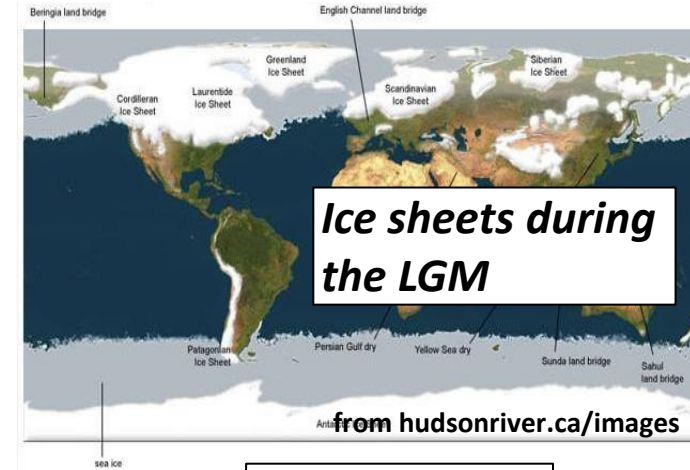 Beringia land bridge
English Channel land bridge
Greenland
Ice Sheet
Siberian
Ice Sheet
Laurentide
Ice Sheet
Scandinavian
Ice Sheet
Cordilleran
Ice Sheet
Ice sheets during
the LGM
Patagonian
Ice Sheet
Persian Gulf dry
Yellow Sea dry
Sunda land bridge
Sahul
land bridge
from hudsonriver.ca/images
sea ice